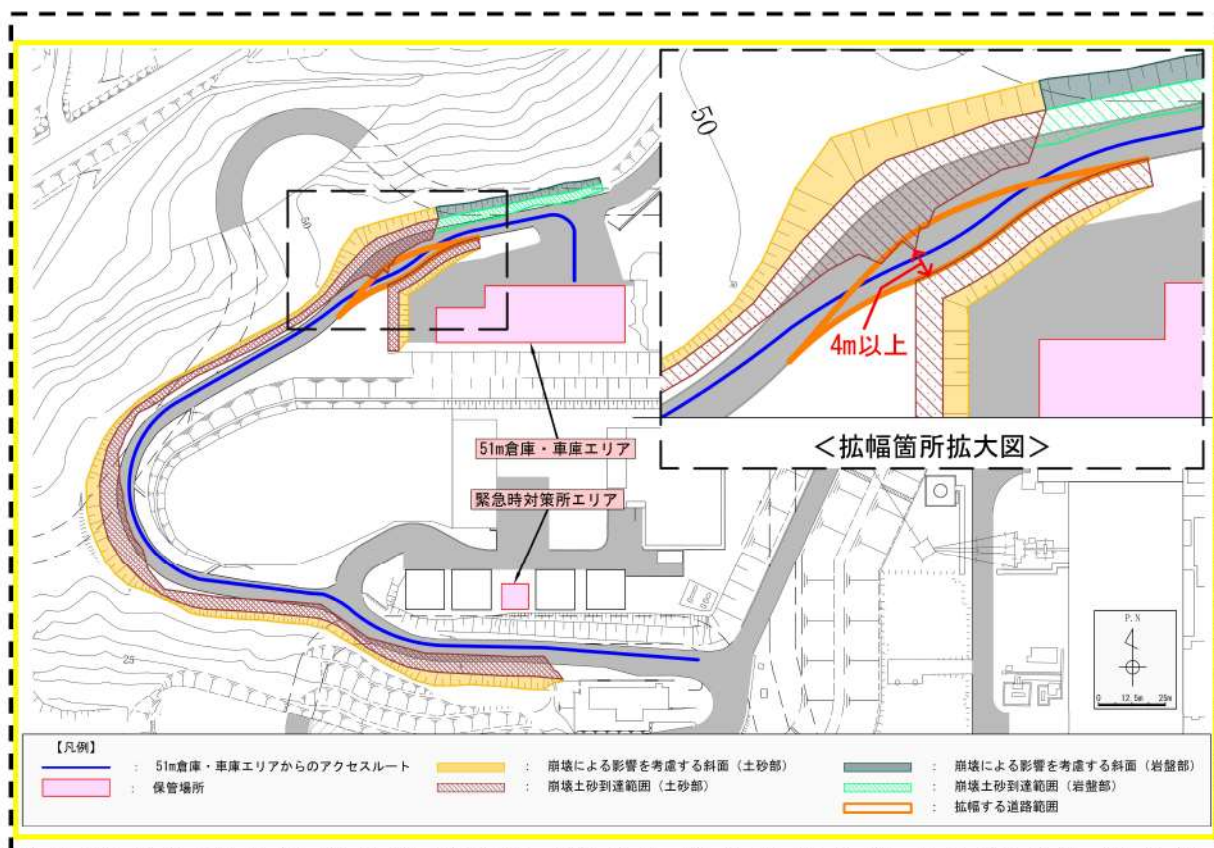 50
50
4m以上
<拡幅箇所拡大図>
51m倉庫・車庫エリア
緊急時対策所エリア
25
P.N
0 12.5m 25m
【凡例】
: 51m倉庫・車庫エリアからのアクセスルート
: 保管場所
: 崩壊による影響を考慮する斜面（土砂部）
: 崩壊土砂到達範囲（土砂部）
: 崩壊による影響を考慮する斜面（岩盤部）
: 崩壊土砂到達範囲（岩盤部）
: 拡幅する道路範囲